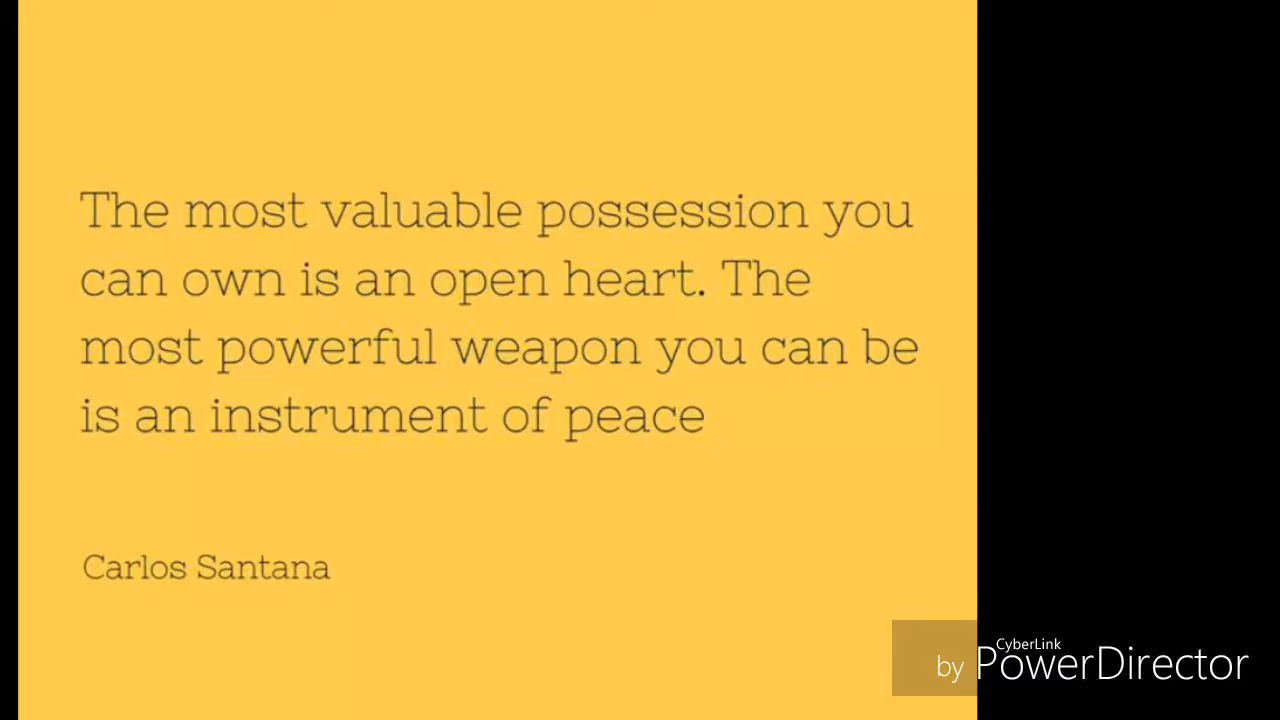 The most valuable possession you
can own is an open heart. The
most powerful weapon you can be
is an instrument of peace
Carlos Santana
CyberLink
by PowerDirector